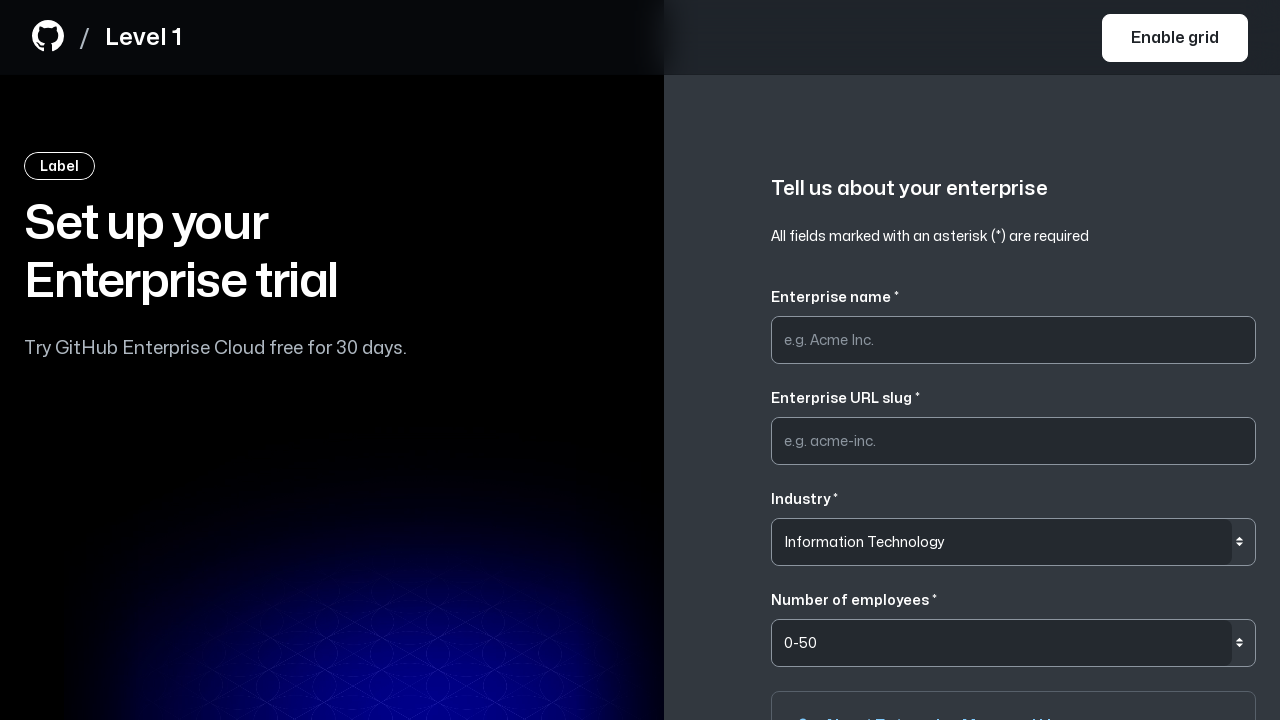 / Level 1
Enable grid
Label
Set up your
Enterprise trial
Try GitHub Enterprise Cloud free for 30 days.
Tell us about your enterprise
All fields marked with an asterisk (*) are required
Enterprise name *
e.g. Acme Inc.
Enterprise URL slug *
e.g. acme-inc.
Industry *
Information Technology
Number of employees *
0-50